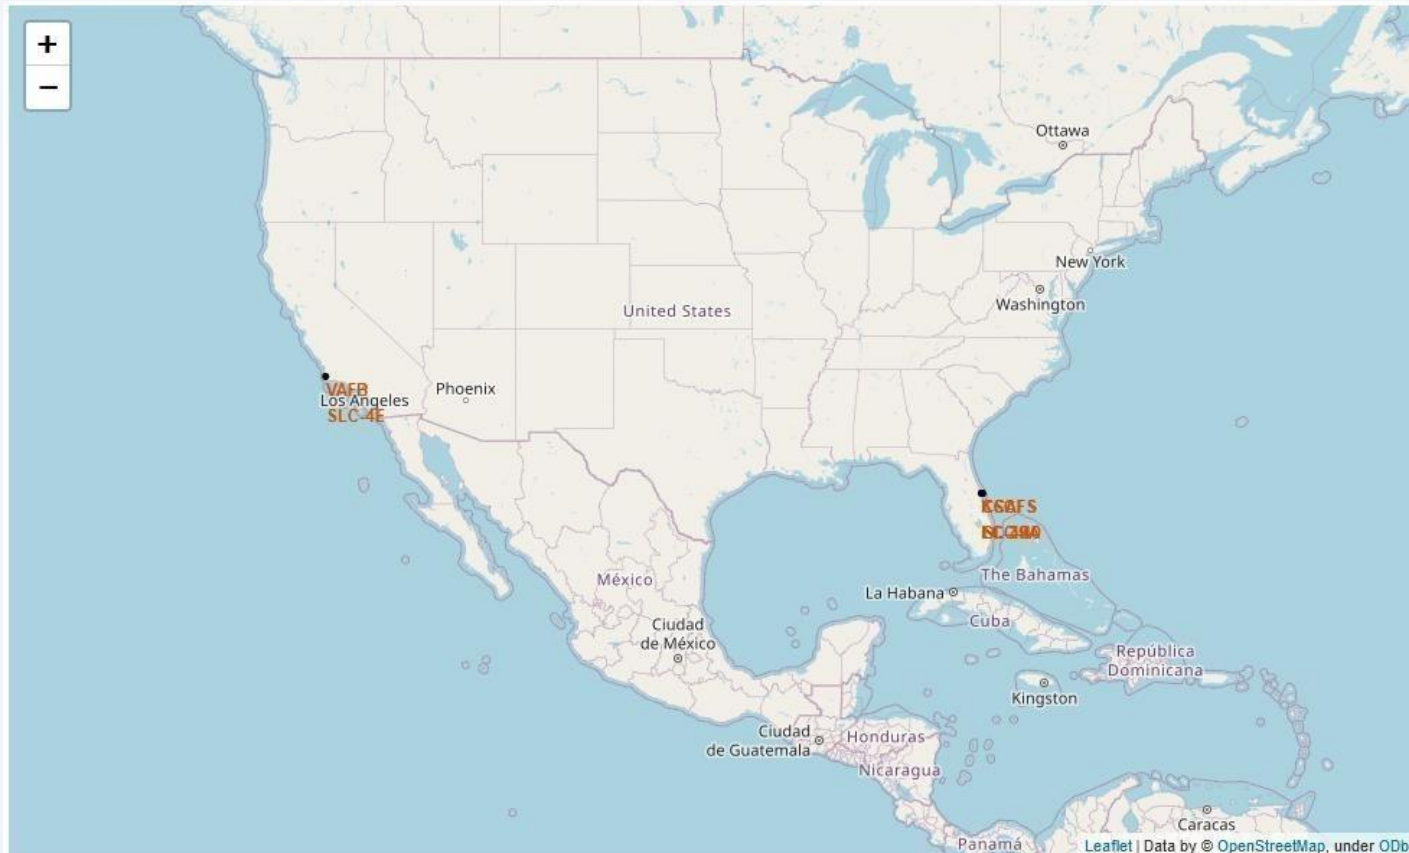 +
−
Ottawa
New York
Washington
United States
Phoenix
VAFB
Los Angeles
SLC-4E
The Bahamas
La Habana
México
Cuba
Ciudad
de México
República
Dominicana
Kingston
Ciudad
de Guatemala
Honduras
Nicaragua
Caracas
Panamá
Leaflet | Data by © OpenStreetMap, under ODb